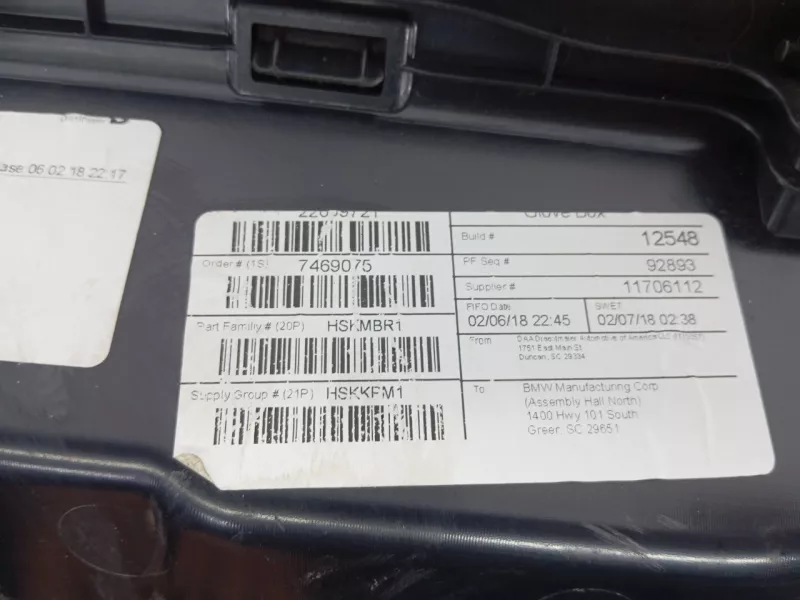 06 02 18 22:17
Glove Box
Build # 12548
Order # (1S) 7469075
PF Seq # 92893
Supplier # 11706112
Part Family # (20P) HSKMBR1
FIFO Date
02/06/18 22:45
SWET
02/07/18 02:38
From
1751 East Main St.
Duncan, SC 29334
Supply Group # (21P) HSKKFM1
To
BMW Manufacturing Corp
(Assembly Hall North)
1400 Hwy 101 South
Greer, SC 29651